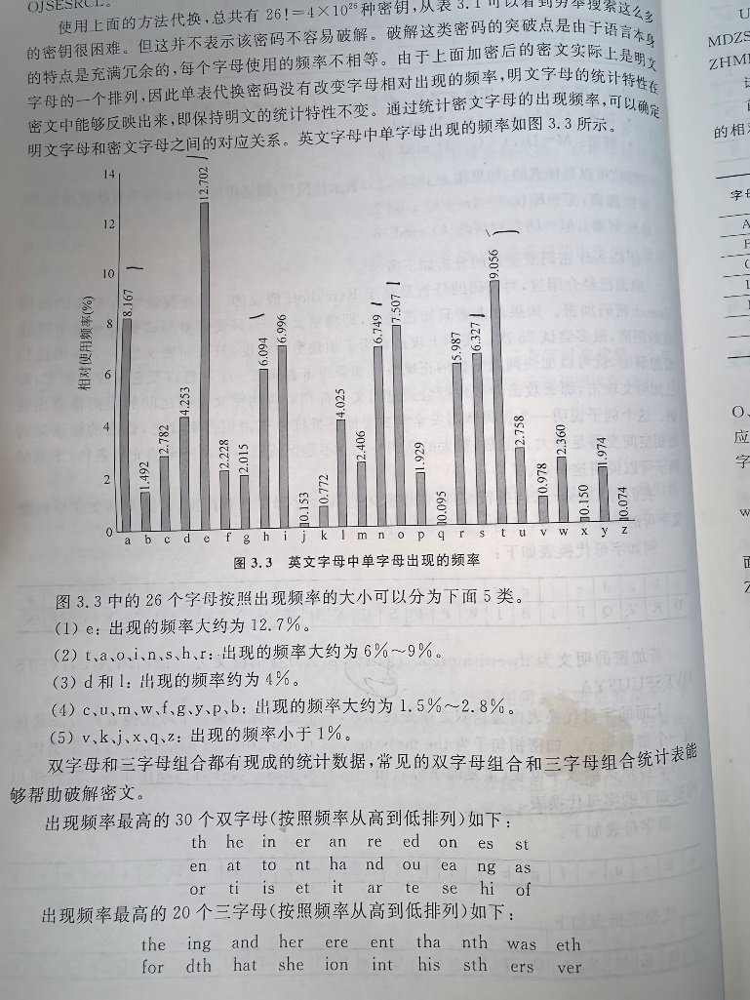 OJSESRCL。
使用上面的方法代换,总共有 26!=4×10²⁶种密钥,从表 3.1 可以看到穷举搜索这么多
的密钥很困难。但这并不表示该密码不容易破解。破解这类密码的突破点是由于语言本身
的特点是充满冗余的,每个字母使用的频率不相等。由于上面加密后的密文实际上是明文
字母的一个排列,因此单表代换密码没有改变字母相对出现的频率,明文字母的统计特性在
密文中能够反映出来,即保持明文的统计特性不变。通过统计密文字母的出现频率,可以确定
明文字母和密文字母之间的对应关系。英文字母中单字母出现的频率如图 3.3 所示。
相对使用频率(%)
14
12
10
8
6
4
2
0
8.167
1.492
2.782
4.253
12.702
2.228
2.015
6.094
6.996
0.153
0.772
4.025
2.406
6.749
7.507
1.929
0.095
5.987
6.327
9.056
2.758
0.978
2.360
0.150
1.974
0.074
a b c d e f g h i j k l m n o p q r s t u v w x y z
图 3.3 英文字母中单字母出现的频率
图 3.3 中的 26 个字母按照出现频率的大小可以分为下面 5 类。
(1) e: 出现的频率大约为 12.7%。
(2) t、a、o、i、n、s、h、r: 出现的频率大约为 6%~9%。
(3) d 和 l: 出现的频率约为 4%。
(4) c、u、m、w、f、g、y、p、b: 出现的频率大约为 1.5%~2.8%。
(5) v、k、j、x、q、z: 出现的频率小于 1%。
双字母和三字母组合都有现成的统计数据,常见的双字母组合和三字母组合统计表能
够帮助破解密文。
出现频率最高的 30 个双字母(按照频率从高到低排列)如下:
th he in er an re ed on es st
en at to nt ha nd ou ea ng as
or ti is et it ar te se hi of
出现频率最高的 20 个三字母(按照频率从高到低排列)如下:
the ing and her ere ent tha nth was eth
for dth hat she ion int his sth ers ver
MDZS
ZHM
的相
字母
O、
应
字